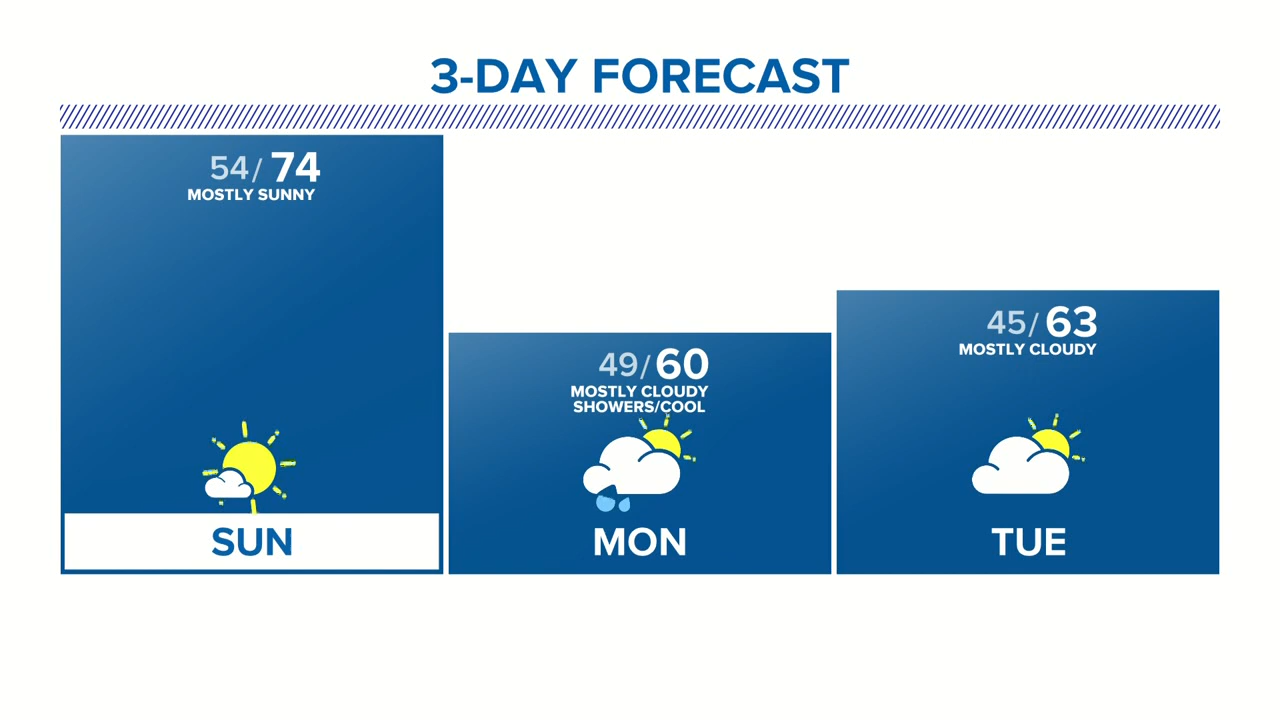 3-DAY FORECAST
54/ 74
MOSTLY SUNNY
SUN
49/ 60
MOSTLY CLOUDY
SHOWERS/COOL
MON
45/ 63
MOSTLY CLOUDY
TUE